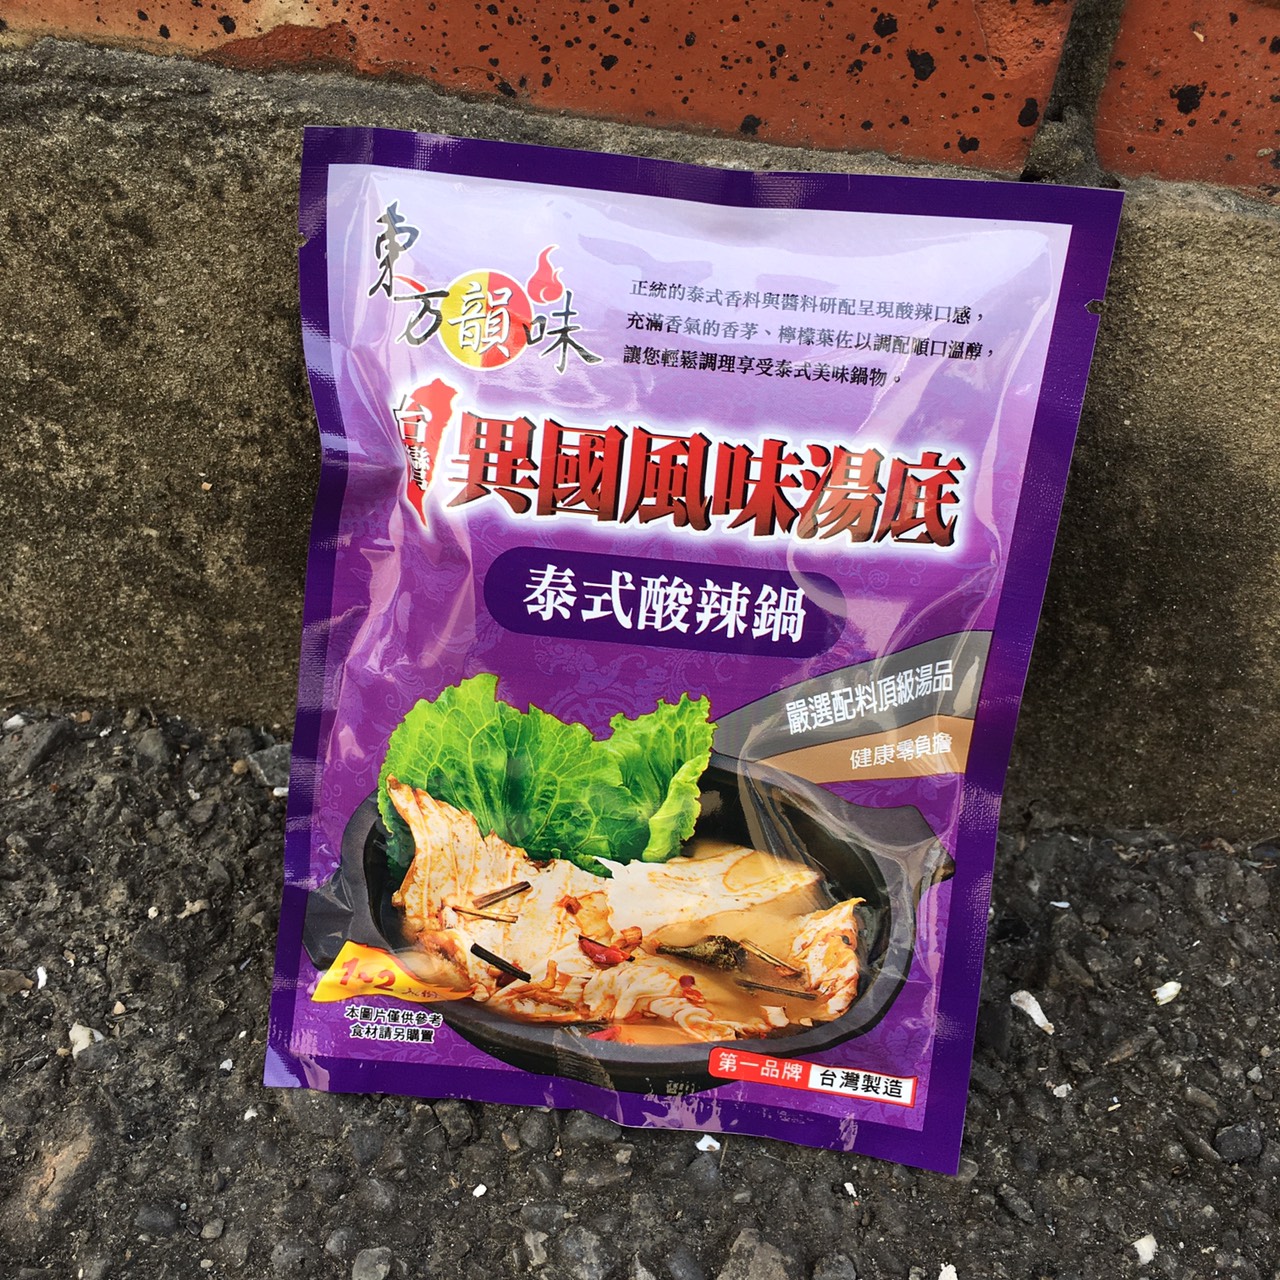 東方韻味
正統的泰式香料與醬料研配呈現酸辣口感，
充滿香氣的香茅、檸檬葉佐以調配順口溫醇，
讓您輕鬆調理享受泰式美味鍋物。
台灣
異國風味湯底
泰式酸辣鍋
嚴選配料頂級湯品
健康零負擔
1~2
本圖片僅供參考
食材請另購置
第一品牌 台灣製造